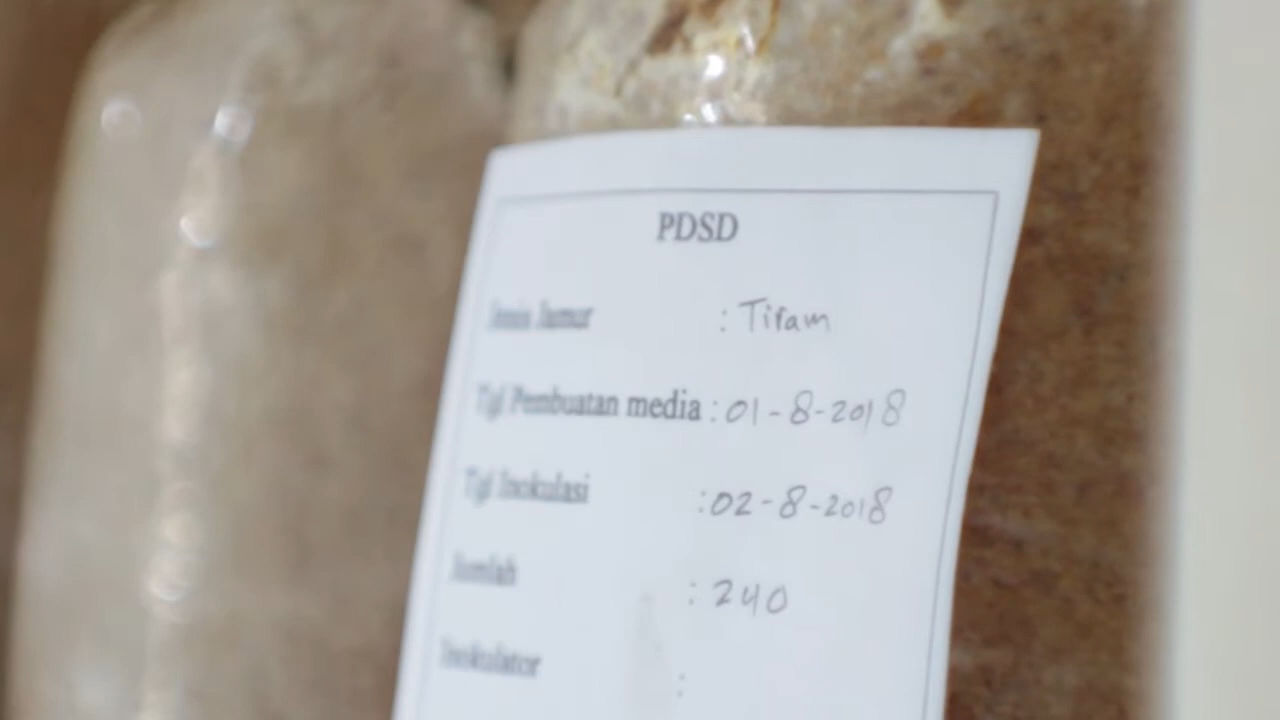 PDSD
Jenis Jamur : Tiram
Tgl Pembuatan media : 01-8-2018
Tgl Inokulasi : 02-8-2018
Jumlah : 240
Inokulator :